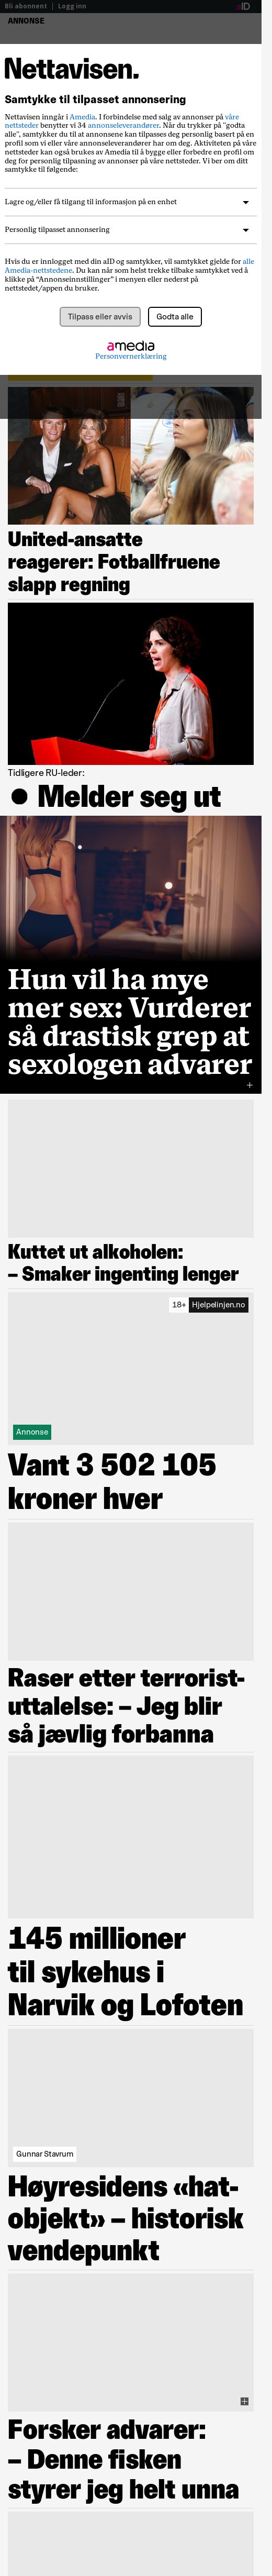 Bli abonnent | Logg inn
aID
ANNONSE
Nettavisen.
Samtykke til tilpasset annonsering
Nettavisen inngår i Amedia. I forbindelse med salg av annonser på våre
nettsteder benytter vi 34 annonseleverandører. Når du trykker på "godta
alle", samtykker du til at annonsene kan tilpasses deg personlig basert på en
profil som vi eller våre annonseleverandører har om deg. Aktiviteten på våre
nettsteder kan også brukes av Amedia til å bygge eller forbedre en profil om
deg for personlig tilpasning av annonser på våre nettsteder. Vi ber om ditt
samtykke til følgende:
Lagre og/eller få tilgang til informasjon på en enhet
Personlig tilpasset annonsering
Hvis du er innlogget med din aID og samtykker, vil samtykket gjelde for alle
Amedia-nettstedene. Du kan når som helst trekke tilbake samtykket ved å
klikke på “Annonseinnstillinger” i menyen eller nederst på
nettstedet/appen du bruker.
Tilpass eller avvis
Godta alle
amedia
Personvernerklæring
United-ansatte
reagerer: Fotballfruene
slapp regning
Tidligere RU-leder:
● Melder seg ut
Hun vil ha mye
mer sex: Vurderer
så drastisk grep at
sexologen advarer
+
Kuttet ut alkoholen:
– Smaker ingenting lenger
18+ Hjelpelinjen.no
Annonse
Vant 3 502 105
kroner hver
Raser etter terrorist-
uttalelse: – Jeg blir
så jævlig forbanna
145 millioner
til sykehus i
Narvik og Lofoten
Gunnar Stavrum
Høyresidens «hat-
objekt» – historisk
vendepunkt
Forsker advarer:
– Denne fisken
styrer jeg helt unna